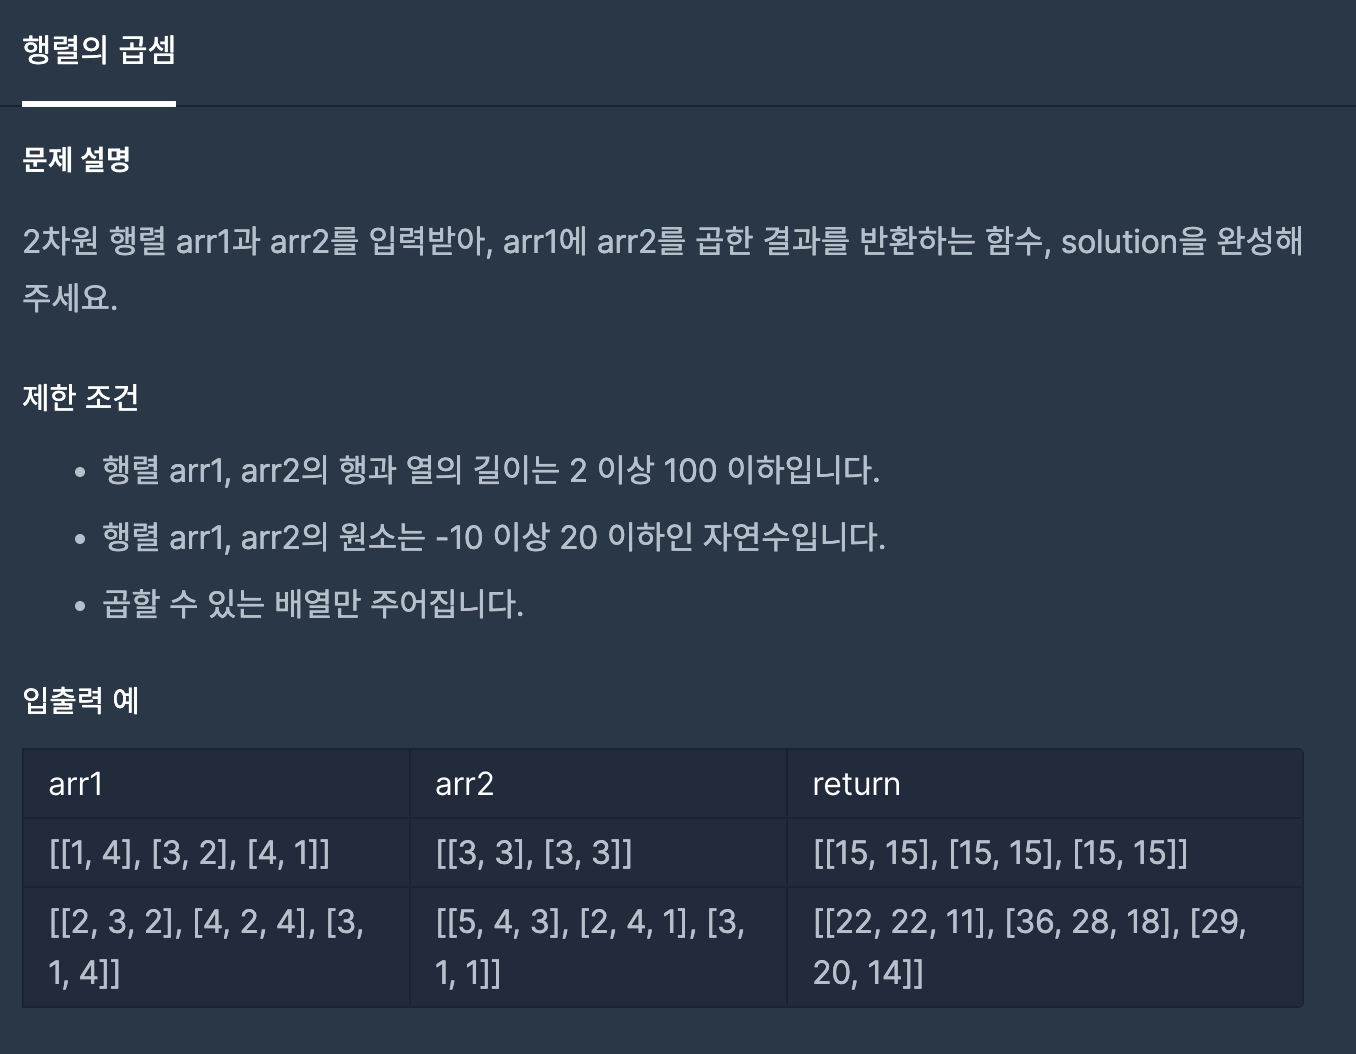 행렬의 곱셈
문제 설명
2차원 행렬 arr1과 arr2를 입력받아, arr1에 arr2를 곱한 결과를 반환하는 함수, solution을 완성해
주세요.
제한 조건
• 행렬 arr1, arr2의 행과 열의 길이는 2 이상 100 이하입니다.
• 행렬 arr1, arr2의 원소는 -10 이상 20 이하인 자연수입니다.
• 곱할 수 있는 배열만 주어집니다.
입출력 예
arr1 arr2 return
[[1, 4], [3, 2], [4, 1]] [[3, 3], [3, 3]] [[15, 15], [15, 15], [15, 15]]
[[2, 3, 2], [4, 2, 4], [3, [[5, 4, 3], [2, 4, 1], [3, [[22, 22, 11], [36, 28, 18], [29,
1, 4]] 1, 1]] 20, 14]]